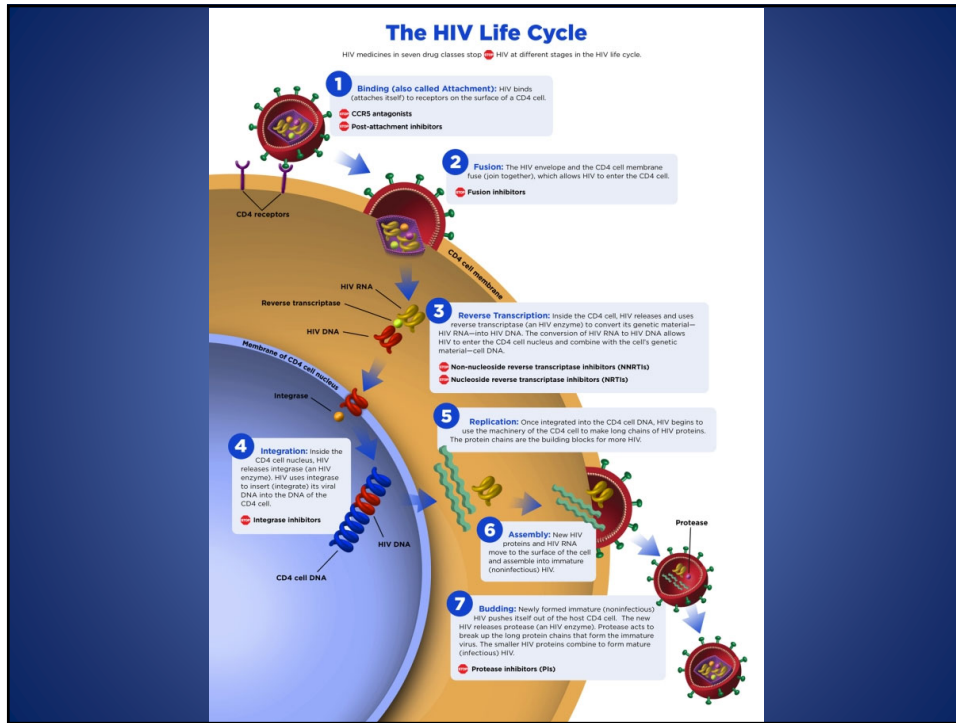 The HIV Life Cycle
HIV medicines in seven drug classes stop STOP HIV at different stages in the HIV life cycle.
1
Binding (also called Attachment): HIV binds
(attaches itself) to receptors on the surface of a CD4 cell.
STOP CCR5 antagonists
STOP Post-attachment inhibitors
2
Fusion: The HIV envelope and the CD4 cell membrane
fuse (join together), which allows HIV to enter the CD4 cell.
STOP Fusion inhibitors
CD4 receptors
CD4 cell membrane
HIV RNA
Reverse transcriptase
HIV DNA
3
Reverse Transcription: Inside the CD4 cell, HIV releases and uses
reverse transcriptase (an HIV enzyme) to convert its genetic material—
HIV RNA—into HIV DNA. The conversion of HIV RNA to HIV DNA allows
HIV to enter the CD4 cell nucleus and combine with the cell's genetic
material—cell DNA.
STOP Non-nucleoside reverse transcriptase inhibitors (NNRTIs)
STOP Nucleoside reverse transcriptase inhibitors (NRTIs)
Membrane of CD4 cell nucleus
Integrase
4
Integration: Inside the
CD4 cell nucleus, HIV
releases integrase (an HIV
enzyme). HIV uses integrase
to insert (integrate) its viral
DNA into the DNA of the
CD4 cell.
STOP Integrase inhibitors
HIV DNA
CD4 cell DNA
5
Replication: Once integrated into the CD4 cell DNA, HIV begins to
use the machinery of the CD4 cell to make long chains of HIV proteins.
The protein chains are the building blocks for more HIV.
6
Assembly: New HIV
proteins and HIV RNA
move to the surface of the cell
and assemble into immature
(noninfectious) HIV.
Protease
7
Budding: Newly formed immature (noninfectious)
HIV pushes itself out of the host CD4 cell. The new
HIV releases protease (an HIV enzyme). Protease acts to
break up the long protein chains that form the immature
virus. The smaller HIV proteins combine to form mature
(infectious) HIV.
STOP Protease inhibitors (PIs)